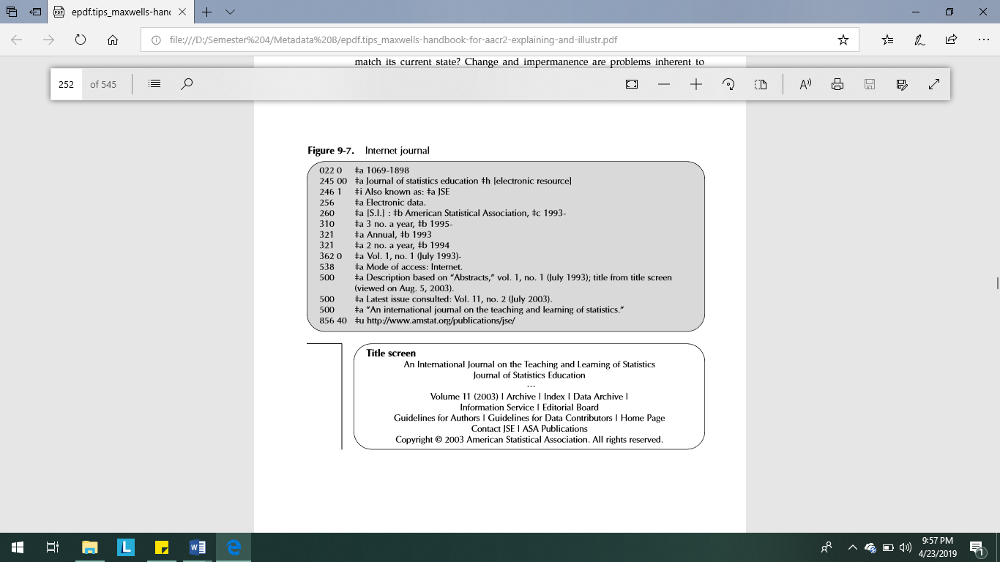 epdf.tips_maxwells-hanc
file:///D:/Semester%204/Metadata%20B/epdf.tips_maxwells-handbook-for-aacr2-explaining-and-illustr.pdf
match its current state? Change and impermanence are problems inherent to
252 of 545
Figure 9-7. Internet journal
022 0 ‡a 1069-1898
245 00 ‡a Journal of statistics education ‡h [electronic resource]
246 1 ‡i Also known as: ‡a JSE
256 ‡a Electronic data.
260 ‡a [S.l.] : ‡b American Statistical Association, ‡c 1993-
310 ‡a 3 no. a year, ‡b 1995-
321 ‡a Annual, ‡b 1993
321 ‡a 2 no. a year, ‡b 1994
362 0 ‡a Vol. 1, no. 1 (July 1993)-
538 ‡a Mode of access: Internet.
500 ‡a Description based on “Abstracts,” vol. 1, no. 1 (July 1993); title from title screen
(viewed on Aug. 5, 2003).
500 ‡a Latest issue consulted: Vol. 11, no. 2 (July 2003).
500 ‡a “An international journal on the teaching and learning of statistics.”
856 40 ‡u http://www.amstat.org/publications/jse/
Title screen
An International Journal on the Teaching and Learning of Statistics
Journal of Statistics Education
...
Volume 11 (2003) | Archive | Index | Data Archive |
Information Service | Editorial Board
Guidelines for Authors | Guidelines for Data Contributors | Home Page
Contact JSE | ASA Publications
Copyright © 2003 American Statistical Association. All rights reserved.
9:57 PM
4/23/2019
1